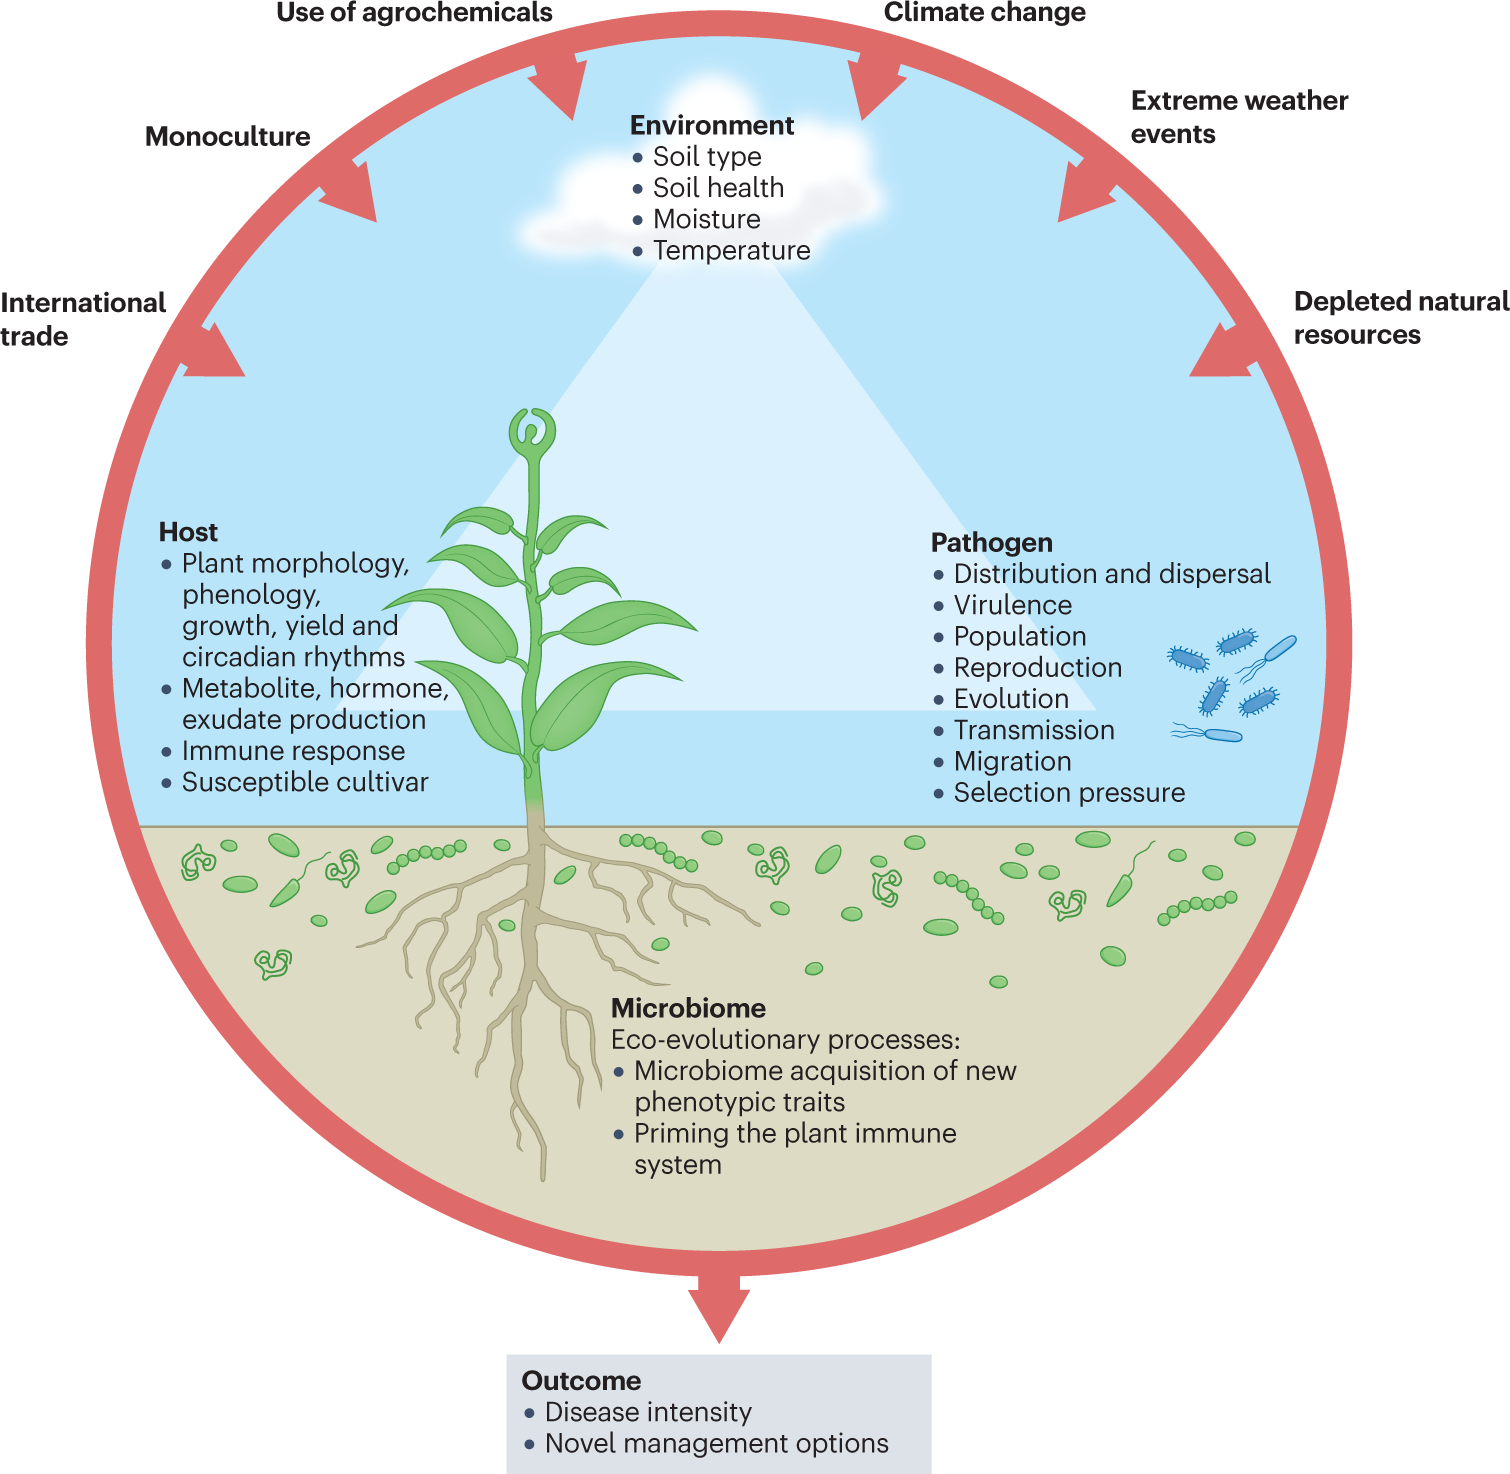 Use of agrochemicals
Climate change
Monoculture
Extreme weather
events
International
trade
Depleted natural
resources
Environment
• Soil type
• Soil health
• Moisture
• Temperature
Host
• Plant morphology,
phenology,
growth, yield and
circadian rhythms
• Metabolite, hormone,
exudate production
• Immune response
• Susceptible cultivar
Pathogen
• Distribution and dispersal
• Virulence
• Population
• Reproduction
• Evolution
• Transmission
• Migration
• Selection pressure
Microbiome
Eco-evolutionary processes:
• Microbiome acquisition of new
phenotypic traits
• Priming the plant immune
system
Outcome
• Disease intensity
• Novel management options